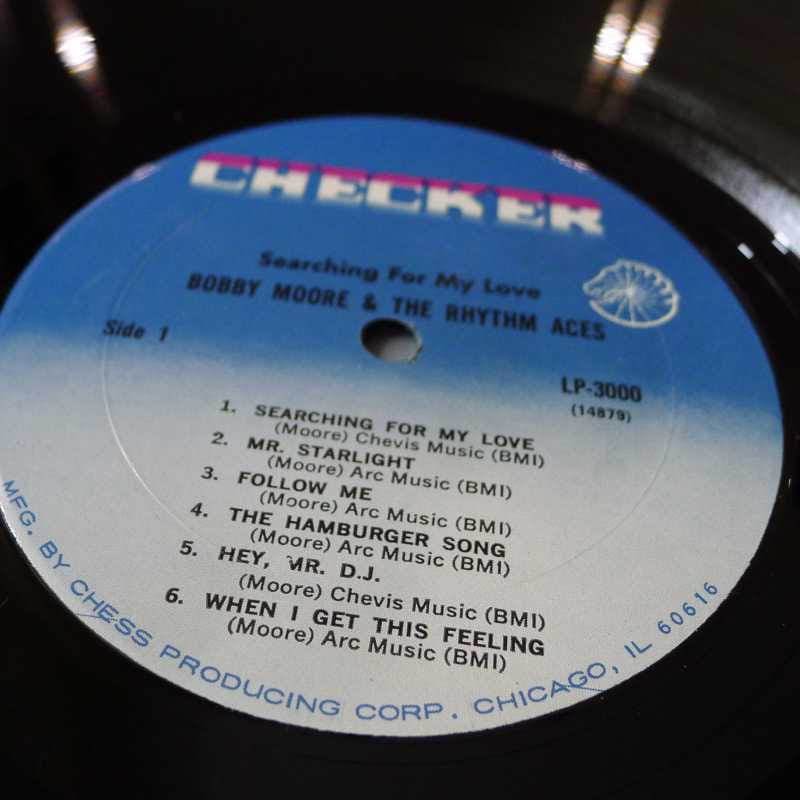 CHECKER
Searching For My Love
BOBBY MOORE & THE RHYTHM ACES
Side 1
LP-3000
(14879)
1. SEARCHING FOR MY LOVE
(Moore) Chevis Music (BMI)
2. MR. STARLIGHT
(Moore) Arc Music (BMI)
3. FOLLOW ME
(Moore) Arc Music (BMI)
4. THE HAMBURGER SONG
(Moore) Arc Music (BMI)
5. HEY, MR. D.J.
(Moore) Chevis Music (BMI)
6. WHEN I GET THIS FEELING
(Moore) Arc Music (BMI)
MFG. BY CHESS PRODUCING CORP. CHICAGO, IL 60616